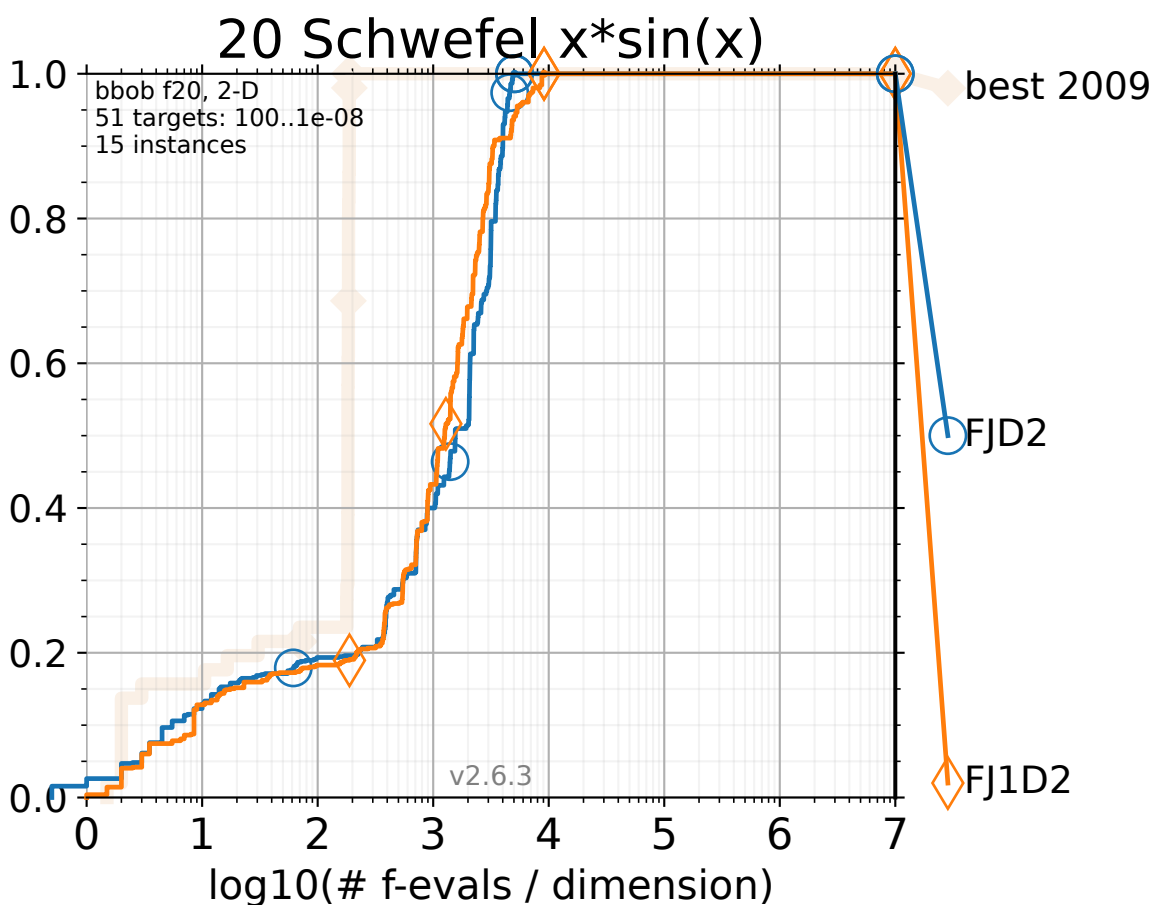 20 Schwefel x*sin(x)
bbob f20, 2-D
51 targets: 100..1e-08
15 instances
1.0
0.8
0.6
0.4
0.2
0.0
best 2009
FJD2
FJ1D2
v2.6.3
0 1 2 3 4 5 6 7
log10(# f-evals / dimension)